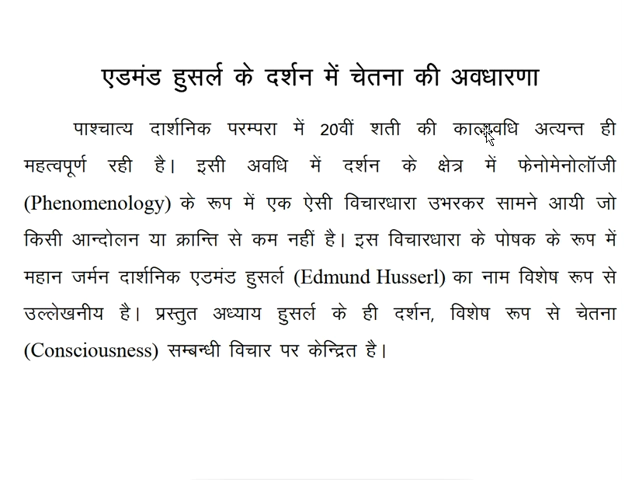 एडमंड हुसर्ल के दर्शन में चेतना की अवधारणा
पाश्चात्य दार्शनिक परम्परा में 20वीं शती की कालावधि अत्यन्त ही
महत्वपूर्ण रही है। इसी अवधि में दर्शन के क्षेत्र में फेनोमेनोलॉजी
(Phenomenology) के रूप में एक ऐसी विचारधारा उभरकर सामने आयी जो
किसी आन्दोलन या क्रान्ति से कम नहीं है। इस विचारधारा के पोषक के रूप में
महान जर्मन दार्शनिक एडमंड हुसर्ल (Edmund Husserl) का नाम विशेष रूप से
उल्लेखनीय है। प्रस्तुत अध्याय हुसर्ल के ही दर्शन, विशेष रूप से चेतना
(Consciousness) सम्बन्धी विचार पर केन्द्रित है।